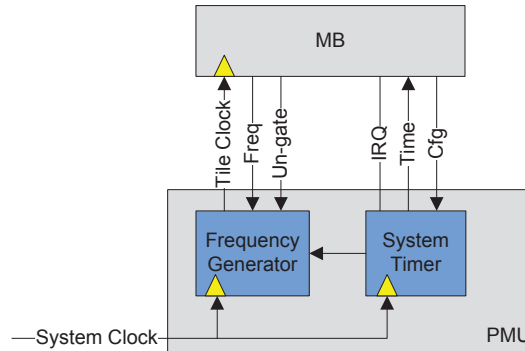 MB
Tile Clock
Freq
Un-gate
IRQ
Time
Cfg
Frequency
Generator
System
Timer
System Clock
PMU